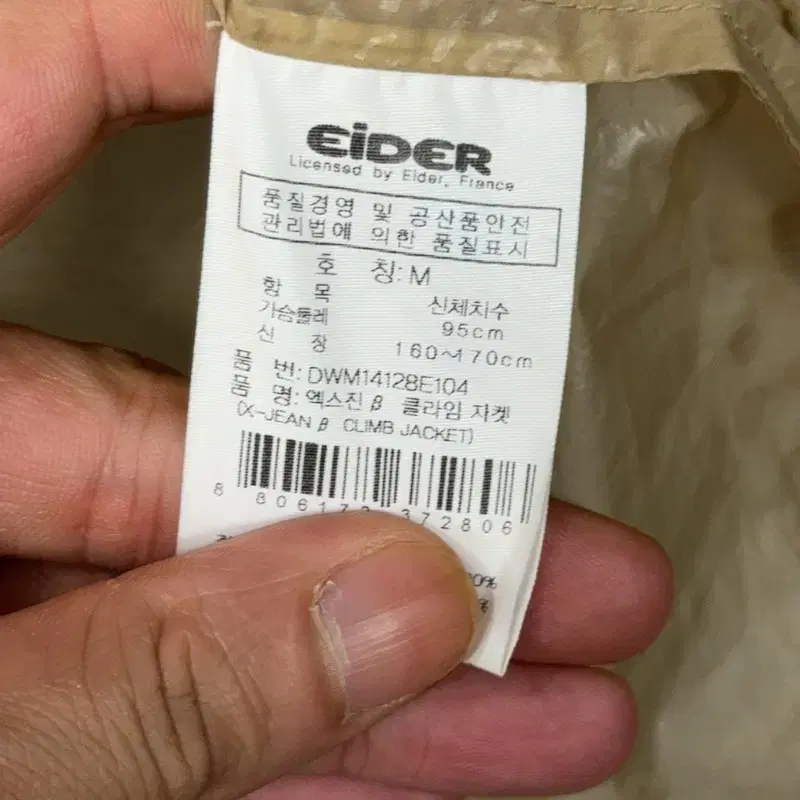 EiDER
Licensed by Eider, France
품질경영 및 공산품안전
관리법에 의한 품질표시
호 칭: M
항 목 신체치수
가슴둘레 95cm
신 장 160~170cm
품 번: DWM14128E104
품 명: 엑스진 β 클라임 자켓
(X-JEAN β CLIMB JACKET)
8 80617 372806
%
%